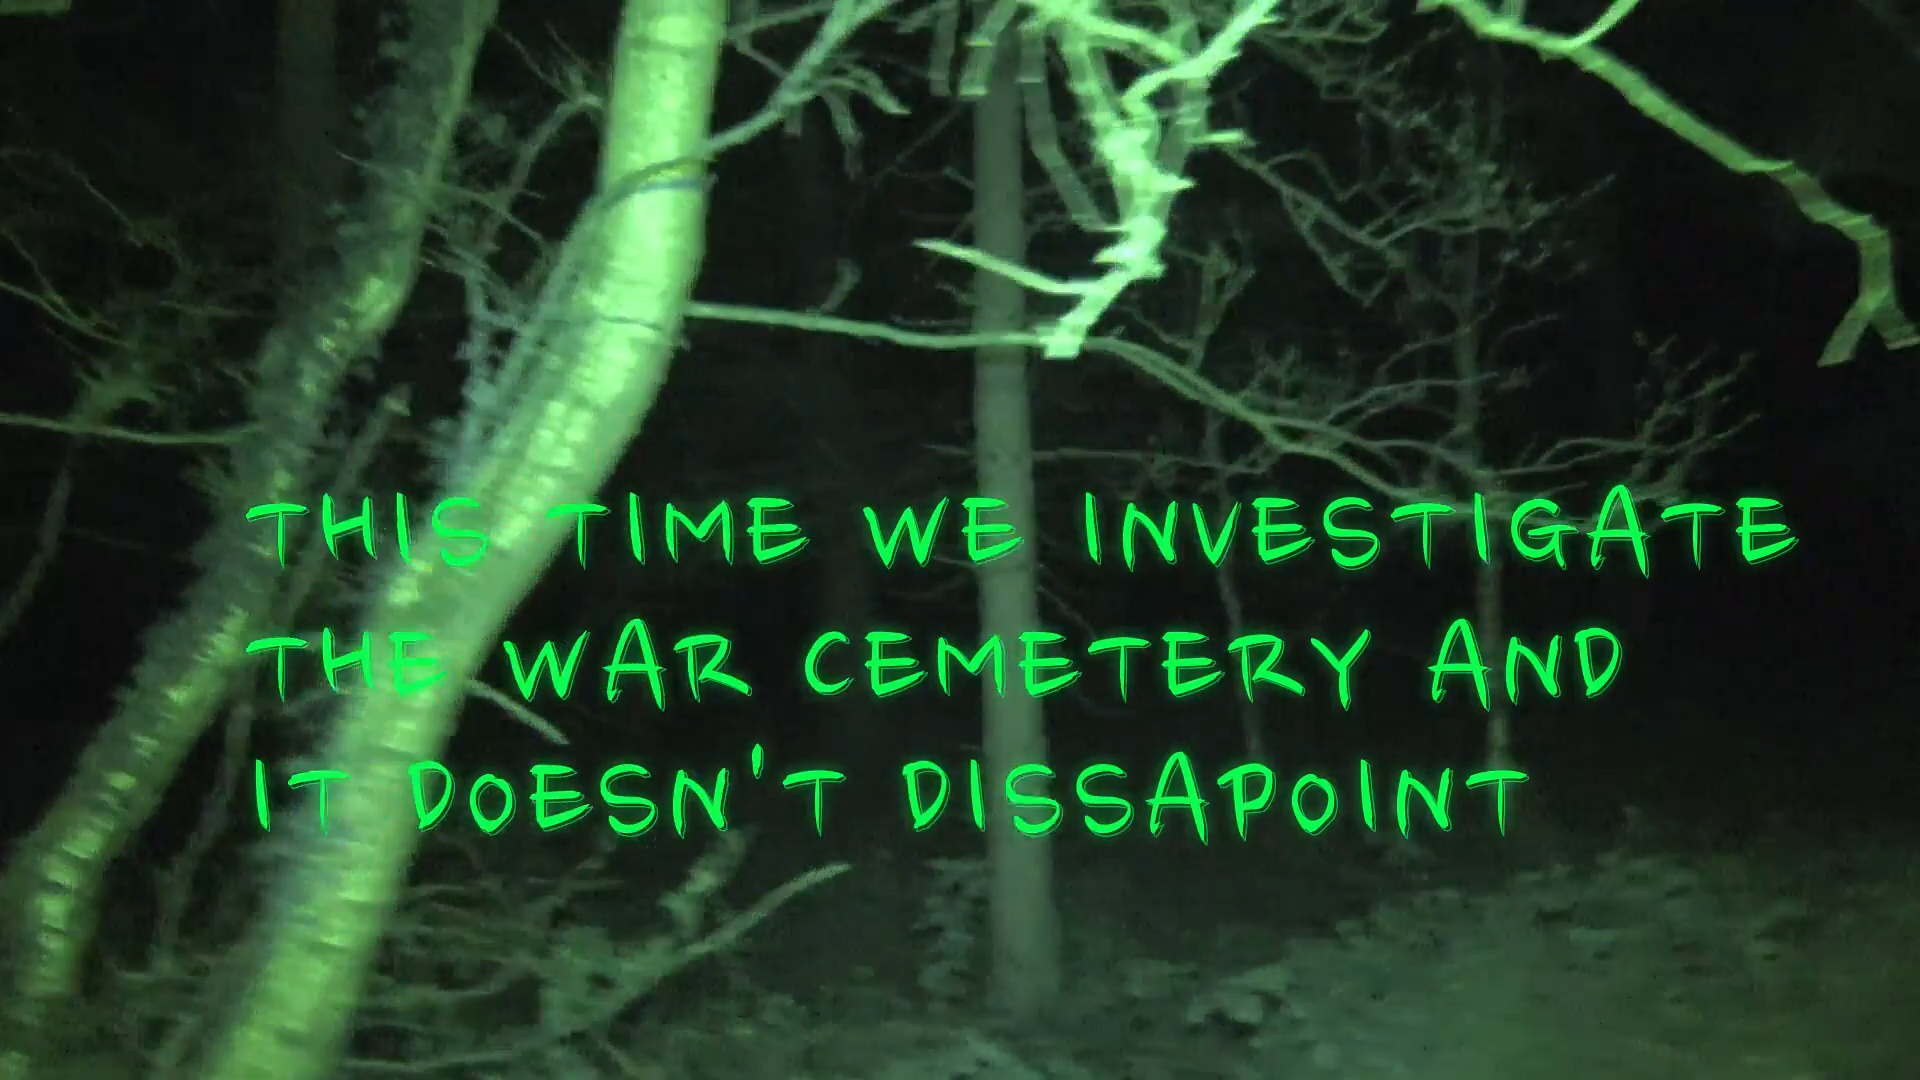 THIS TIME WE INVESTIGATE
THE WAR CEMETERY AND
IT DOESN'T DISSAPOINT